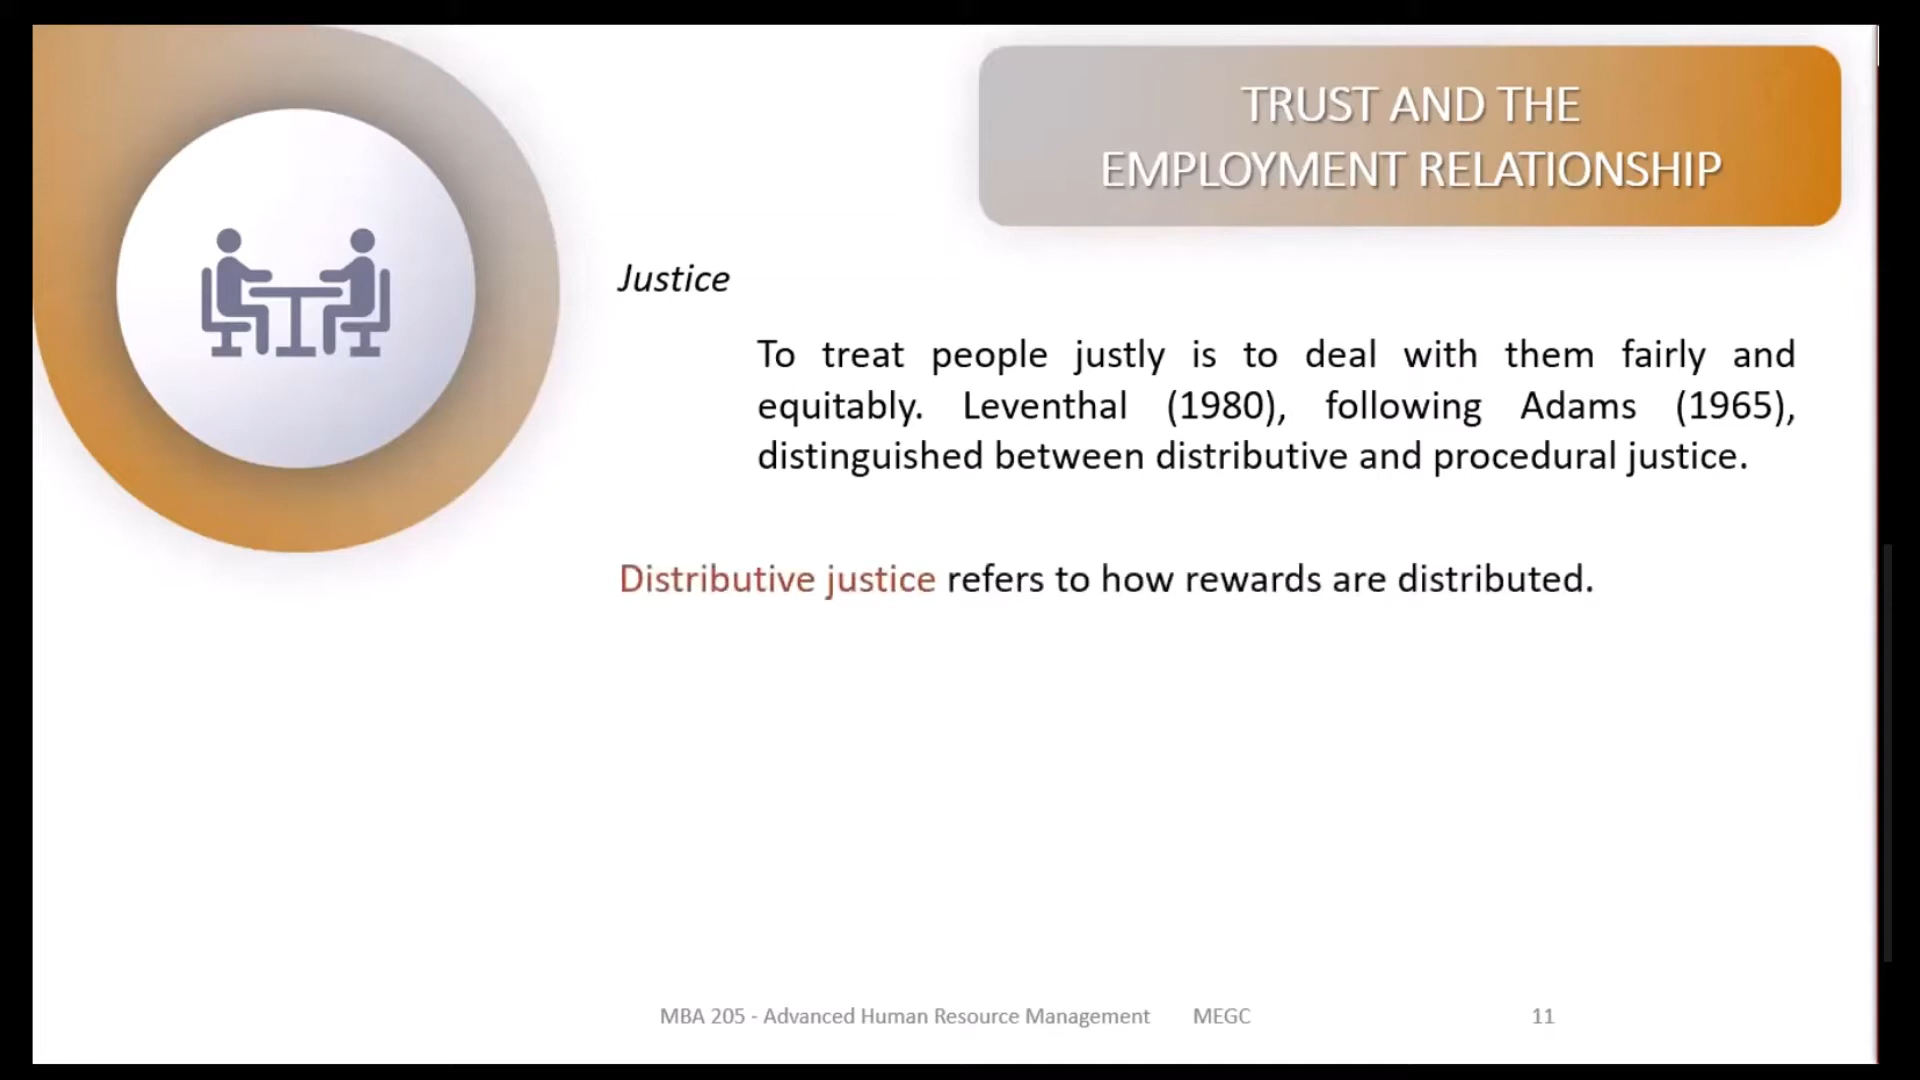 TRUST AND THE
EMPLOYMENT RELATIONSHIP
Justice
To treat people justly is to deal with them fairly and
equitably. Leventhal (1980), following Adams (1965),
distinguished between distributive and procedural justice.
Distributive justice refers to how rewards are distributed.
MBA 205 - Advanced Human Resource Management MEGC 11